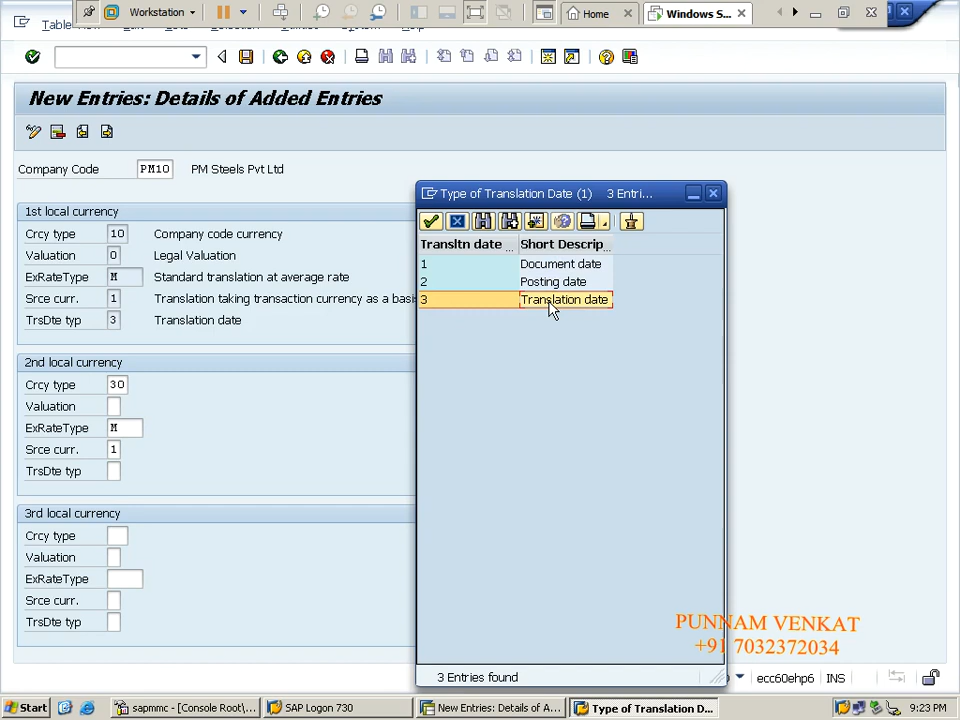 Workstation
Home
Windows S...
New Entries: Details of Added Entries
Company Code PM10 PM Steels Pvt Ltd
1st local currency
Crcy type 10 Company code currency
Valuation 0 Legal Valuation
ExRateType M Standard translation at average rate
Srce curr. 1 Translation taking transaction currency as a basi
TrsDte typ 3 Translation date
2nd local currency
Crcy type 30
Valuation
ExRateType M
Srce curr. 1
TrsDte typ
3rd local currency
Crcy type
Valuation
ExRateType
Srce curr.
TrsDte typ
Type of Translation Date (1) 3 Entri...
Transltn date ... Short Descrip...
1 Document date
2 Posting date
3 Translation date
3 Entries found
PUNNAM VENKAT
+91 7032372034
ecc60ehp6 INS
Start
sapmmc - [Console Root\...
SAP Logon 730
New Entries: Details of A...
Type of Translation D...
9:23 PM